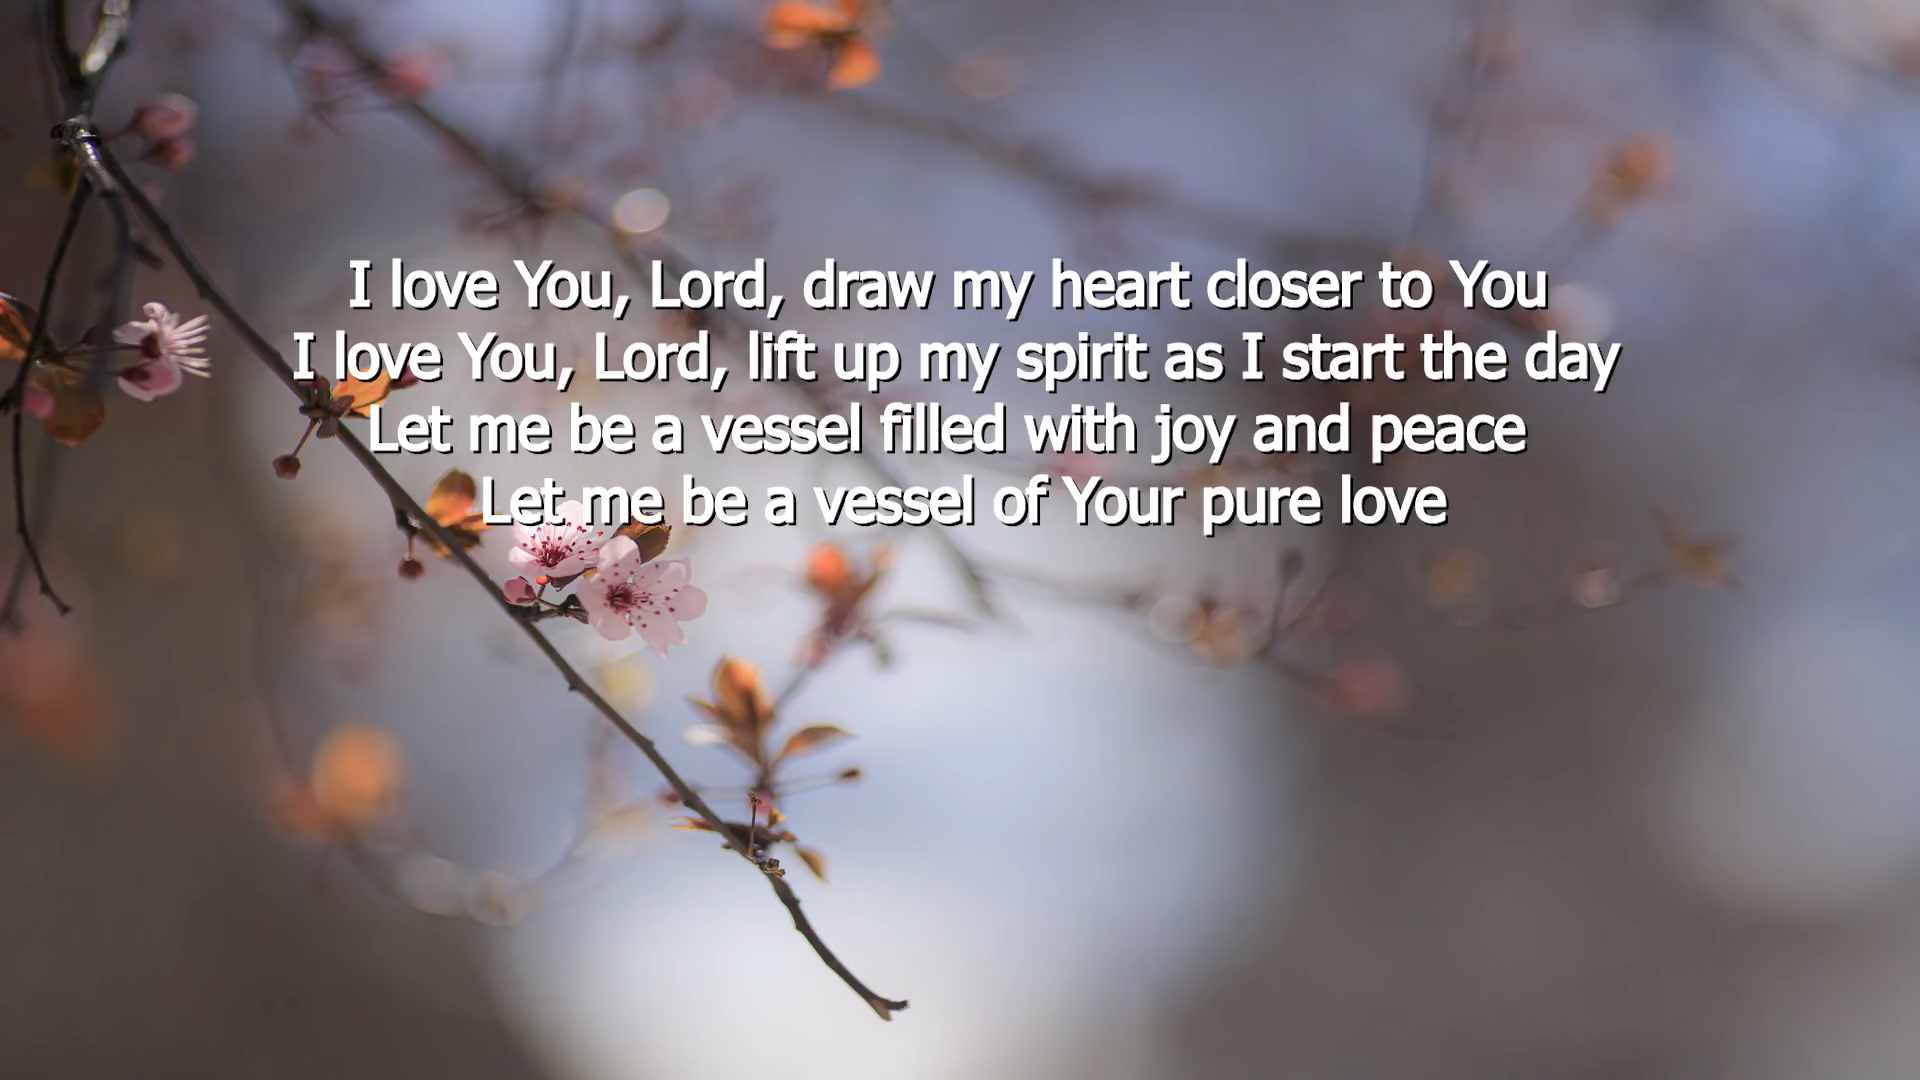 I love You, Lord, draw my heart closer to You
I love You, Lord, lift up my spirit as I start the day
Let me be a vessel filled with joy and peace
Let me be a vessel of Your pure love